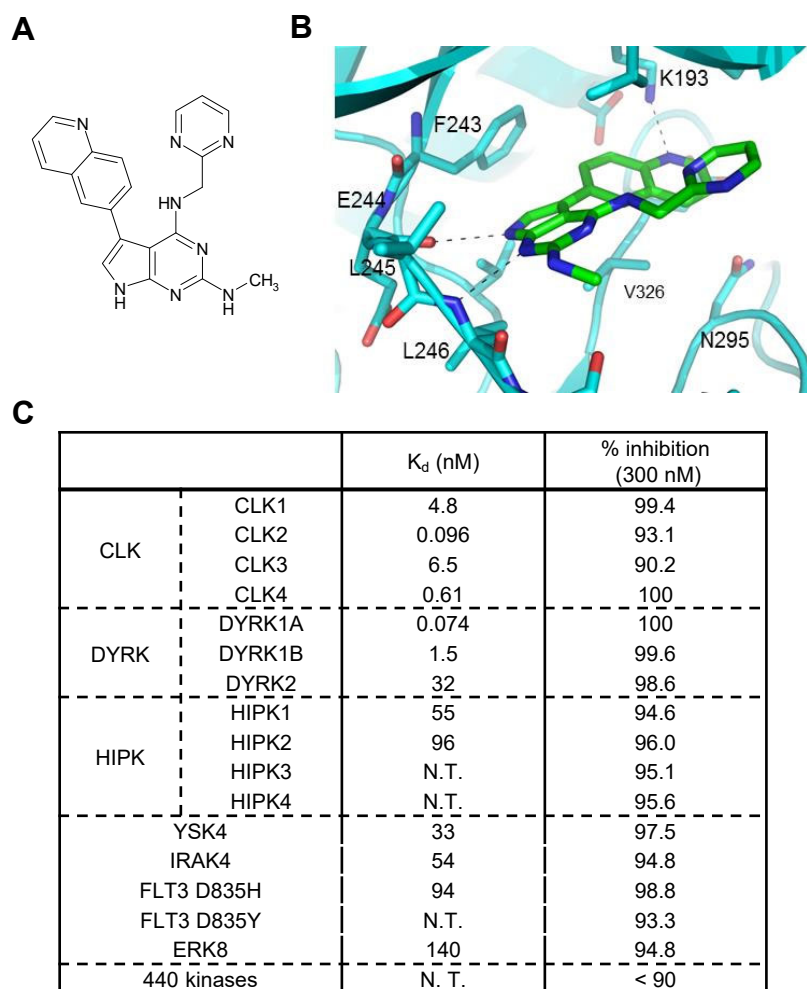 A
B
N
N
N
HN
N
N
H
N
N
H
CH3
K193
F243
E244
L245
V326
L246
N295
C
Kd (nM) % inhibition
(300 nM)
CLK CLK1 4.8 99.4
CLK2 0.096 93.1
CLK3 6.5 90.2
CLK4 0.61 100
DYRK DYRK1A 0.074 100
DYRK1B 1.5 99.6
DYRK2 32 98.6
HIPK HIPK1 55 94.6
HIPK2 96 96.0
HIPK3 N.T. 95.1
HIPK4 N.T. 95.6
YSK4 33 97.5
IRAK4 54 94.8
FLT3 D835H 94 98.8
FLT3 D835Y N.T. 93.3
ERK8 140 94.8
440 kinases N. T. < 90